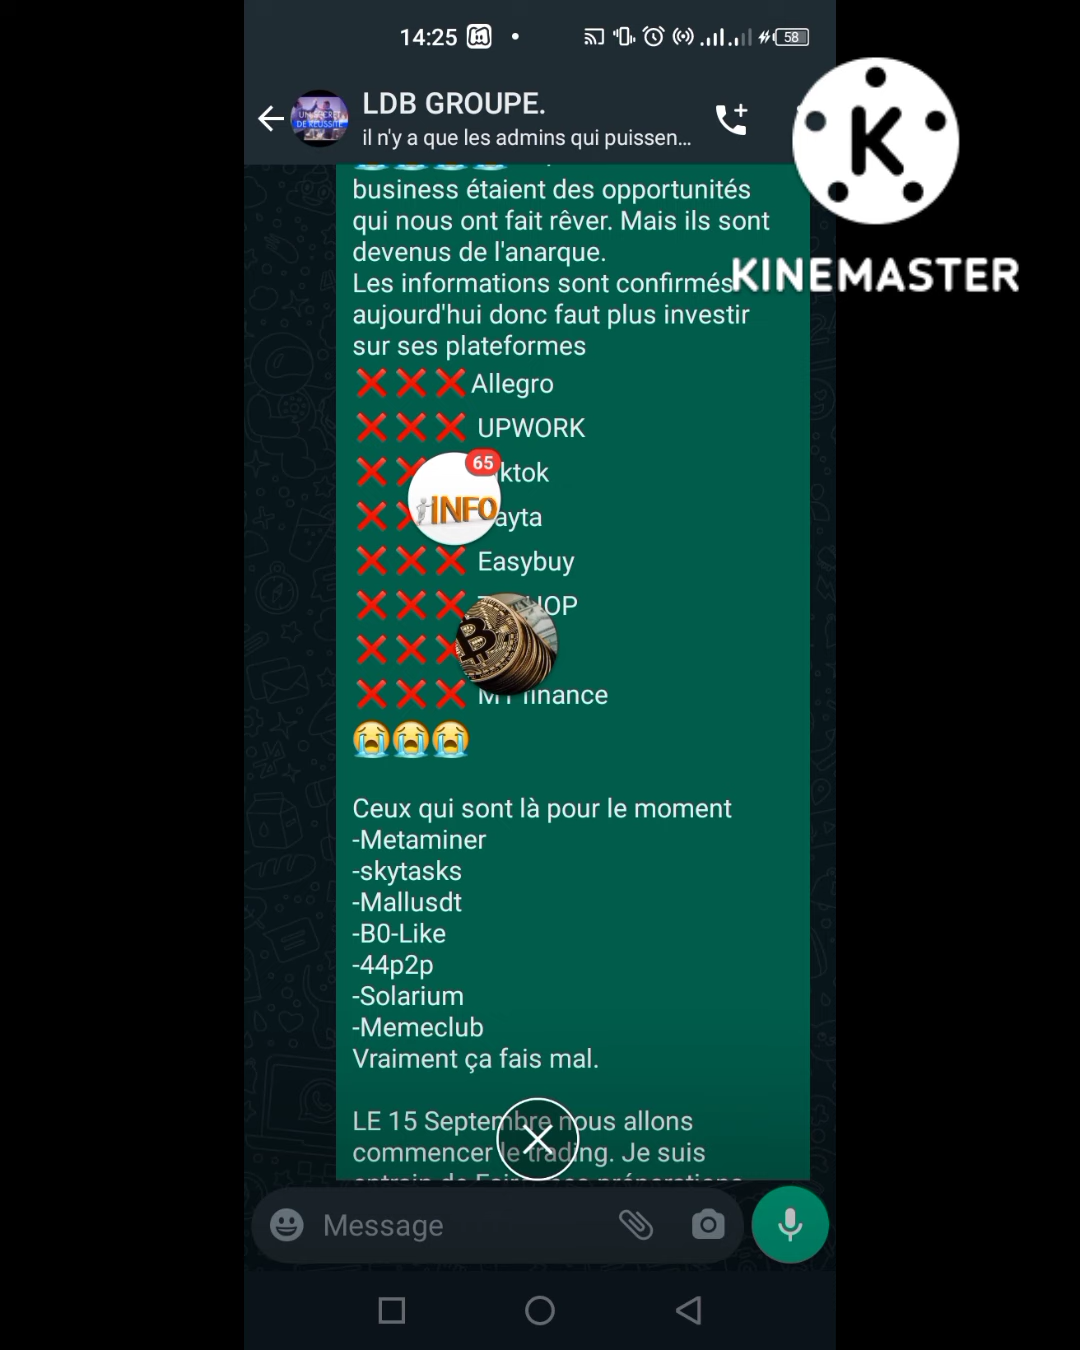 14:25
58
LDB GROUPE.
il n'y a que les admins qui puissen...
business étaient des opportunités
qui nous ont fait rêver. Mais ils sont
devenus de l'anarque.
Les informations sont confirmés
aujourd'hui donc faut plus investir
sur ses plateformes
❌❌❌Allegro
❌❌❌ UPWORK
❌❌ ktok
65
INFO
❌❌ ayta
❌❌❌ Easybuy
❌❌❌ OP
❌❌❌
❌❌❌ MT finance
😭😭😭
Ceux qui sont là pour le moment
-Metaminer
-skytasks
-Mallusdt
-B0-Like
-44p2p
-Solarium
-Memeclub
Vraiment ça fais mal.
LE 15 Septembre nous allons
commencer le trading. Je suis
Message
K
KINEMASTER